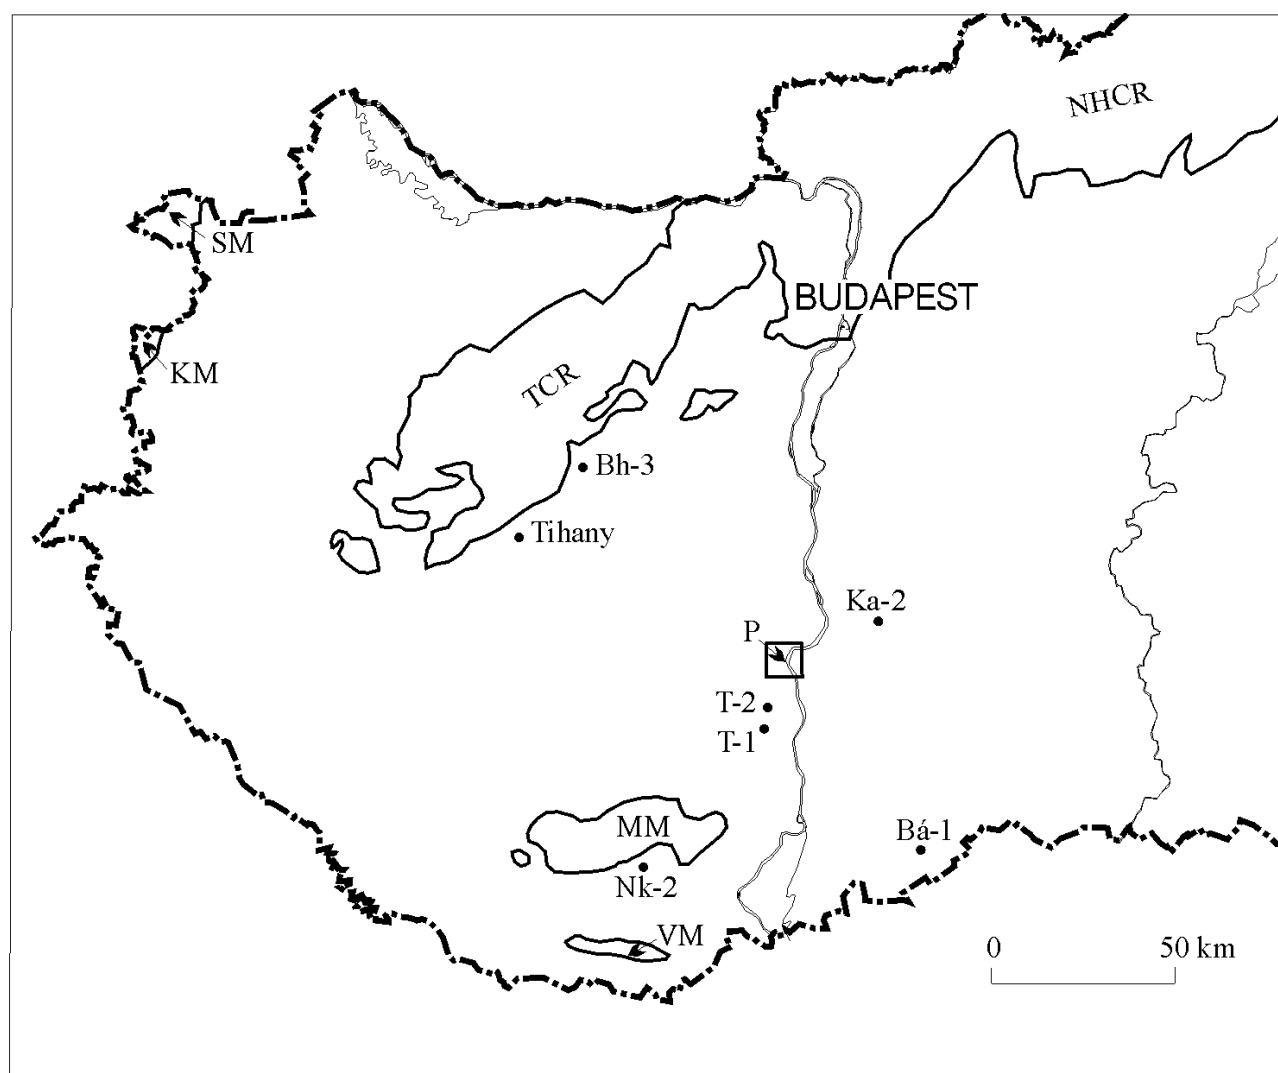 NHCR
SM
BUDAPEST
KM
TCR
Bh-3
Tihany
Ka-2
P
T-2
T-1
MM
Bá-1
Nk-2
VM
0 50 km